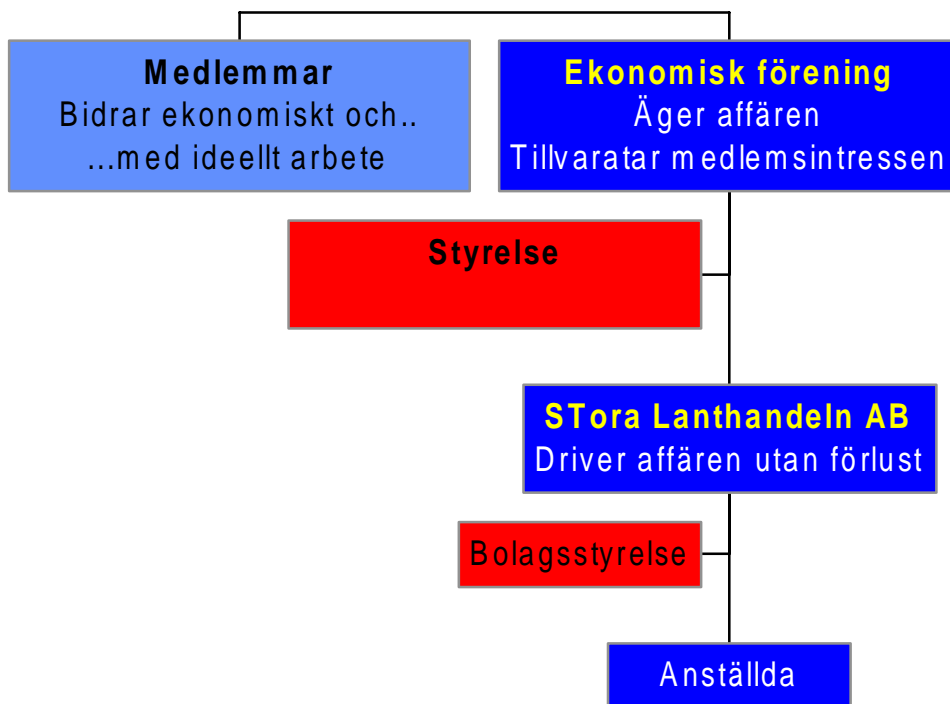 Medlemmar
Bidrar ekonomiskt och..
...med ideellt arbete
Ekonomisk förening
Äger affären
Tillvaratar medlemsintressen
Styrelse
STora Lanthandeln AB
Driver affären utan förlust
Bolagsstyrelse
Anställda